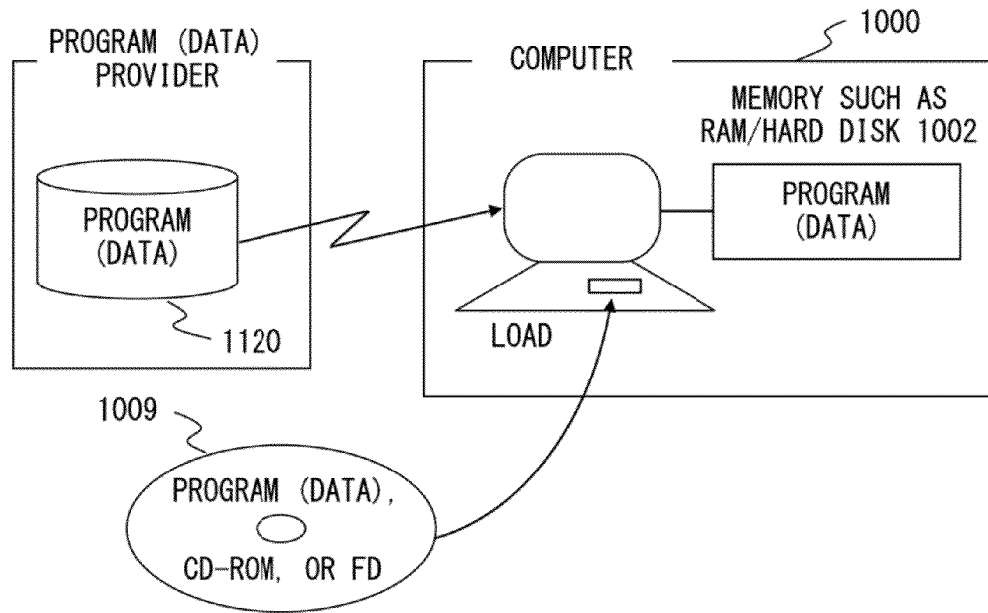 PROGRAM (DATA)
PROVIDER
PROGRAM
(DATA)
1120
1000
COMPUTER
MEMORY SUCH AS
RAM/HARD DISK 1002
PROGRAM
(DATA)
LOAD
1009
PROGRAM (DATA),
CD-ROM, OR FD